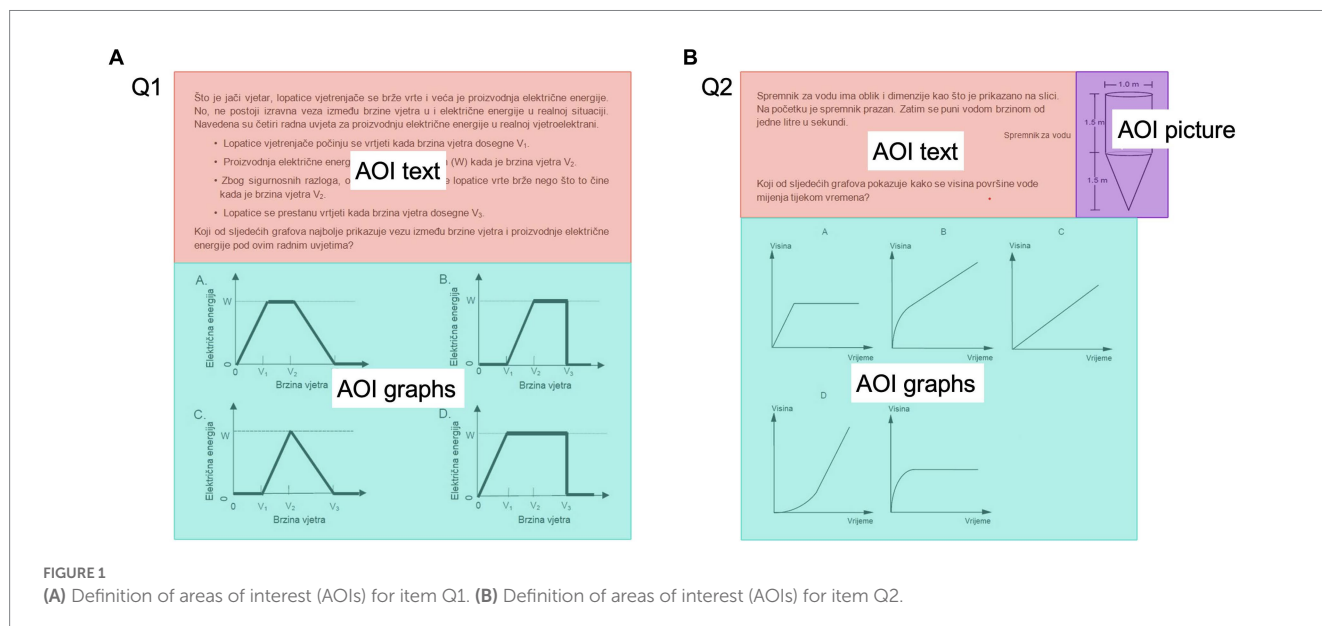 A
Q1
Što je jači vjetar, lopatice vjetrenjače se brže vrte i veća je proizvodnja električne energije.
No, ne postoji izravna veza između brzine vjetra u i električne energije u realnoj situaciji.
Navedena su četiri radna uvjeta za proizvodnju električne energije u realnoj vjetroelektrani.
• Lopatice vjetrenjače počinju se vrtjeti kada brzina vjetra dosegne V₁.
• Proizvodnja električne energ (W) kada je brzina vjetra V₂.
• Zbog sigurnosnih razloga, lopatice vrte brže nego što to čine
kada je brzina vjetra V₂.
• Lopatice se prestanu vrtjeti kada brzina vjetra dosegne V₃.
AOI text
Koji od sljedećih grafova najbolje prikazuje vezu između brzine vjetra i proizvodnje električne
energije pod ovim radnim uvjetima?
A.
Električna energija
W
0
0 V₁ V₂ V₃
Brzina vjetra
B.
Električna energija
W
0
0 V₁ V₂ V₃
Brzina vjetra
AOI graphs
C.
Električna energija
W
0
0 V₁ V₂ V₃
Brzina vjetra
D.
Električna energija
W
0
0 V₁ V₂ V₃
Brzina vjetra
B
Q2
Spremnik za vodu ima oblik i dimenzije kao što je prikazano na slici.
Na početku je spremnik prazan. Zatim se puni vodom brzinom od
jedne litre u sekundi.
Spremnik za vodu
AOI text
Koji od sljedećih grafova pokazuje kako se visina površine vode
mijenja tijekom vremena?
1.0 m
1.5 m
AOI picture
1.5 m
A
Visina
Vrijeme
B
Visina
Vrijeme
C
Visina
Vrijeme
AOI graphs
D
Visina
Vrijeme
Visina
Vrijeme
FIGURE 1
(A) Definition of areas of interest (AOIs) for item Q1. (B) Definition of areas of interest (AOIs) for item Q2.